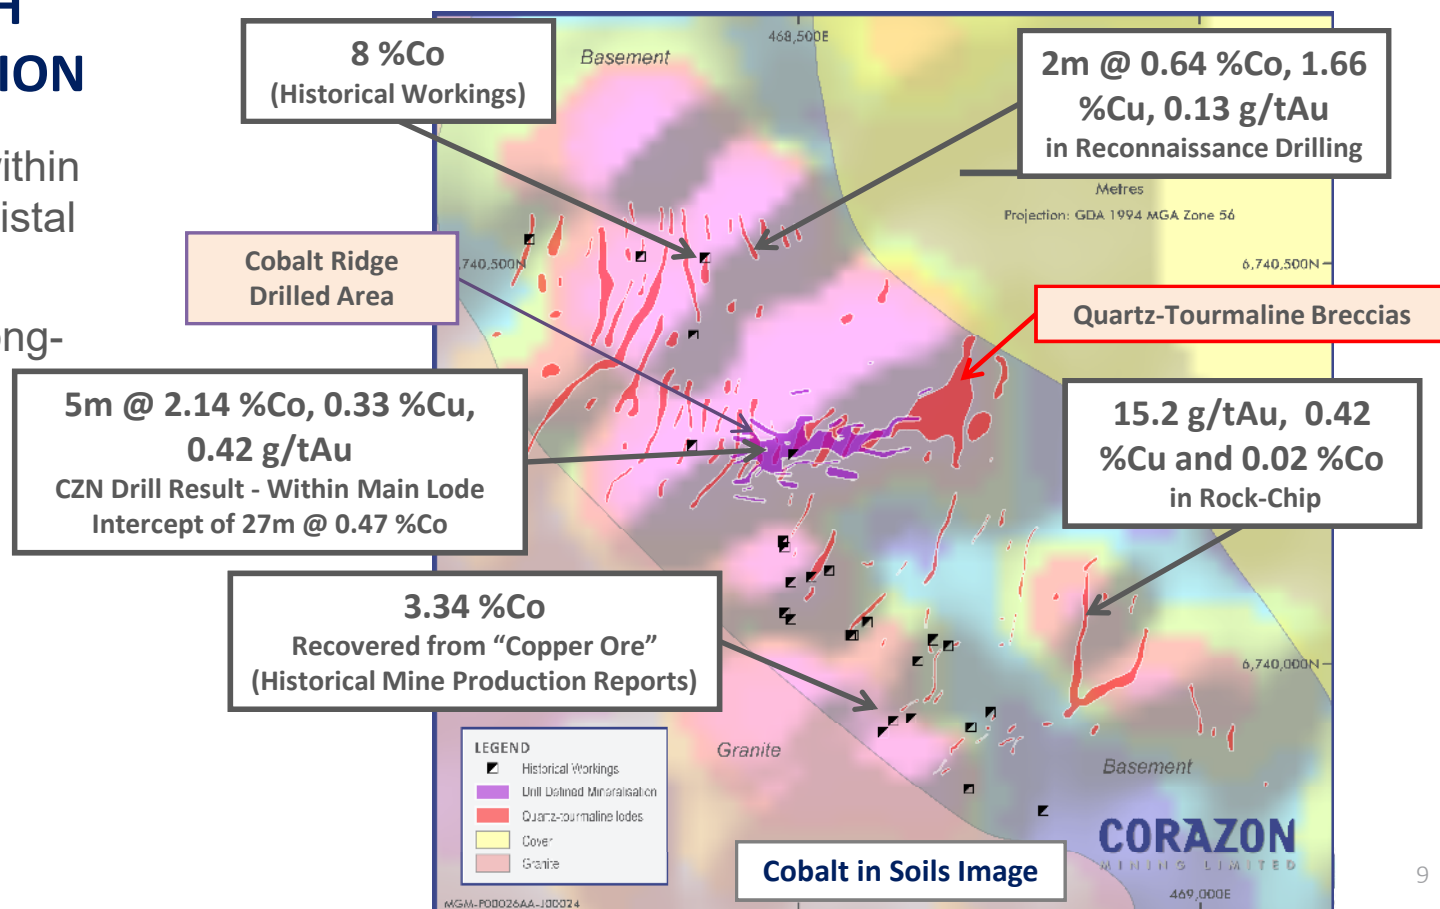 H
ION
ithin
istal
ong-
8 %Co
(Historical Workings)
Basement
468,500E
2m @ 0.64 %Co, 1.66
%Cu, 0.13 g/tAu
in Reconnaissance Drilling
Metres
Projection: GDA 1994 MGA Zone 56
Cobalt Ridge
Drilled Area
740,500N
6,740,500N
Quartz-Tourmaline Breccias
5m @ 2.14 %Co, 0.33 %Cu,
0.42 g/tAu
CZN Drill Result - Within Main Lode
Intercept of 27m @ 0.47 %Co
15.2 g/tAu, 0.42
%Cu and 0.02 %Co
in Rock-Chip
3.34 %Co
Recovered from “Copper Ore”
(Historical Mine Production Reports)
6,740,000N
LEGEND
Historical Workings
Drill Defined Mineralisation
Quartz-tourmaline lodes
Cover
Granite
Granite
Basement
CORAZON
MINING LIMITED
Cobalt in Soils Image
469,000E
MGM-P00026AA-J00024
9